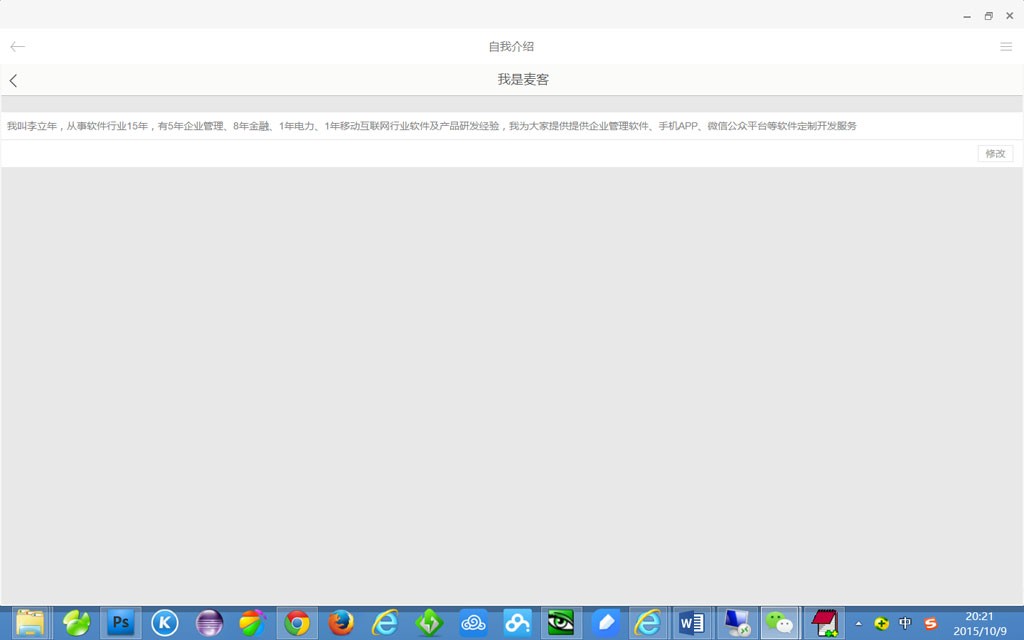 自我介绍
我是麦客
我叫李立年，从事软件行业15年，有5年企业管理、8年金融、1年电力、1年移动互联网行业软件及产品研发经验，我为大家提供提供企业管理软件、手机APP、微信公众平台等软件定制开发服务
修改
Ps
K
W
中
S
20:21
2015/10/9